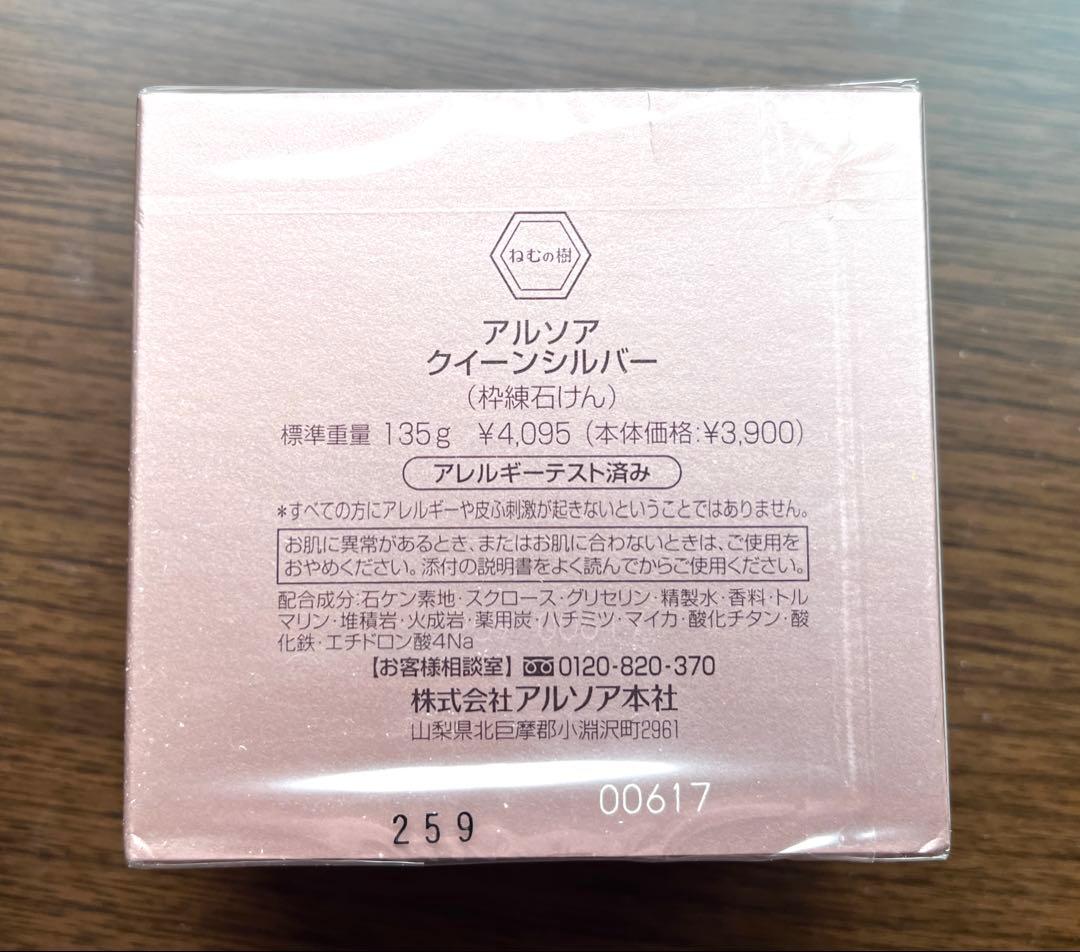 ねむの樹
アルソア
クイーンシルバー
（枠練石けん）
標準重量 135g ¥4,095（本体価格:¥3,900）
アレルギーテスト済み
*すべての方にアレルギーや皮ふ刺激が起きないということではありません。
お肌に異常があるとき、またはお肌に合わないときは、ご使用を
おやめください。添付の説明書をよく読んでからご使用ください。
配合成分:石ケン素地・スクロース・グリセリン・精製水・香料・トル
マリン・堆積岩・火成岩・薬用炭・ハチミツ・マイカ・酸化チタン・酸
化鉄・エチドロン酸4Na
【お客様相談室】0120-820-370
株式会社アルソア本社
山梨県北巨摩郡小淵沢町2961
00617
259